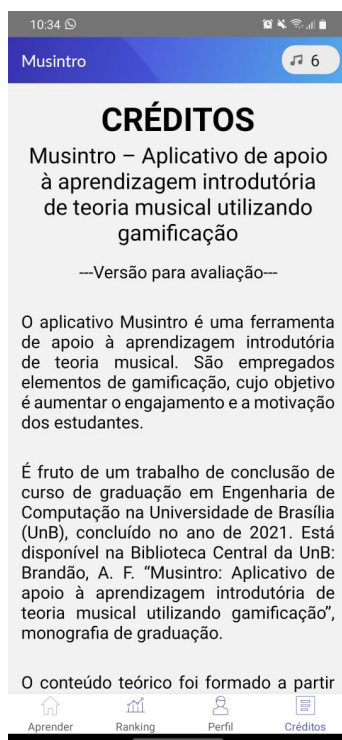 10:34
Musintro
6
CRÉDITOS
Musintro – Aplicativo de apoio
à aprendizagem introdutória
de teoria musical utilizando
gamificação
---Versão para avaliação---
O aplicativo Musintro é uma ferramenta
de apoio à aprendizagem introdutória
de teoria musical. São empregados
elementos de gamificação, cujo objetivo
é aumentar o engajamento e a motivação
dos estudantes.
É fruto de um trabalho de conclusão de
curso de graduação em Engenharia de
Computação na Universidade de Brasília
(UnB), concluído no ano de 2021. Está
disponível na Biblioteca Central da UnB:
Brandão, A. F. “Musintro: Aplicativo de
apoio à aprendizagem introdutória de
teoria musical utilizando gamificação”,
monografia de graduação.
O conteúdo teórico foi formado a partir
Aprender Ranking Perfil Créditos